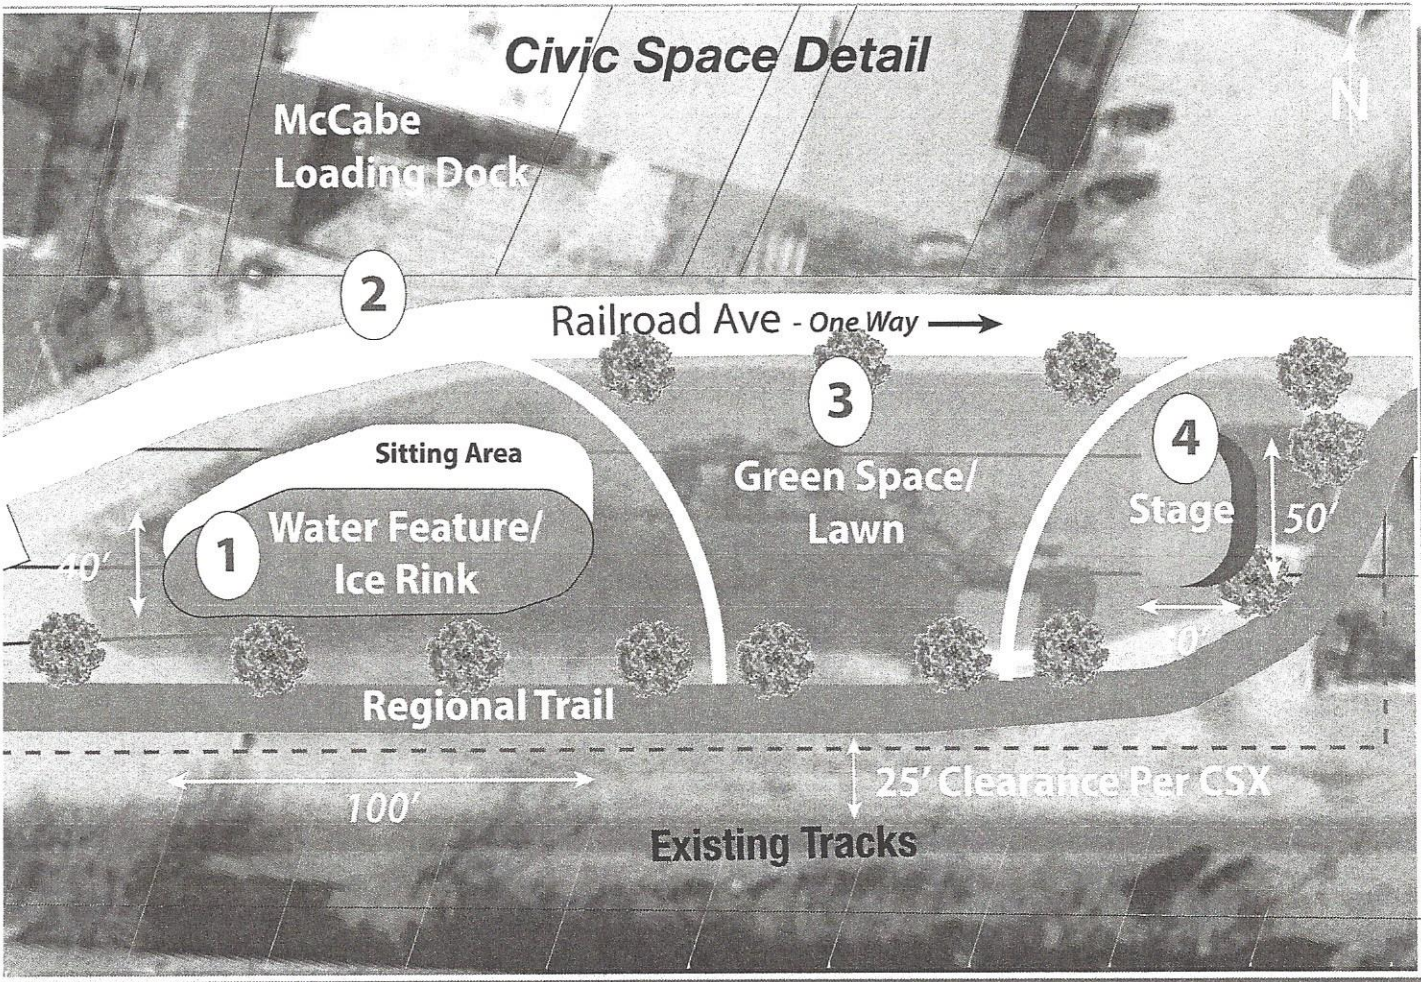 Civic Space Detail
N
McCabe
Loading Dock
2
Railroad Ave - One Way
3
4
Sitting Area
Green Space/
Lawn
Stage
50'
1
Water Feature/
Ice Rink
40'
Regional Trail
100'
25' Clearance Per CSX
Existing Tracks